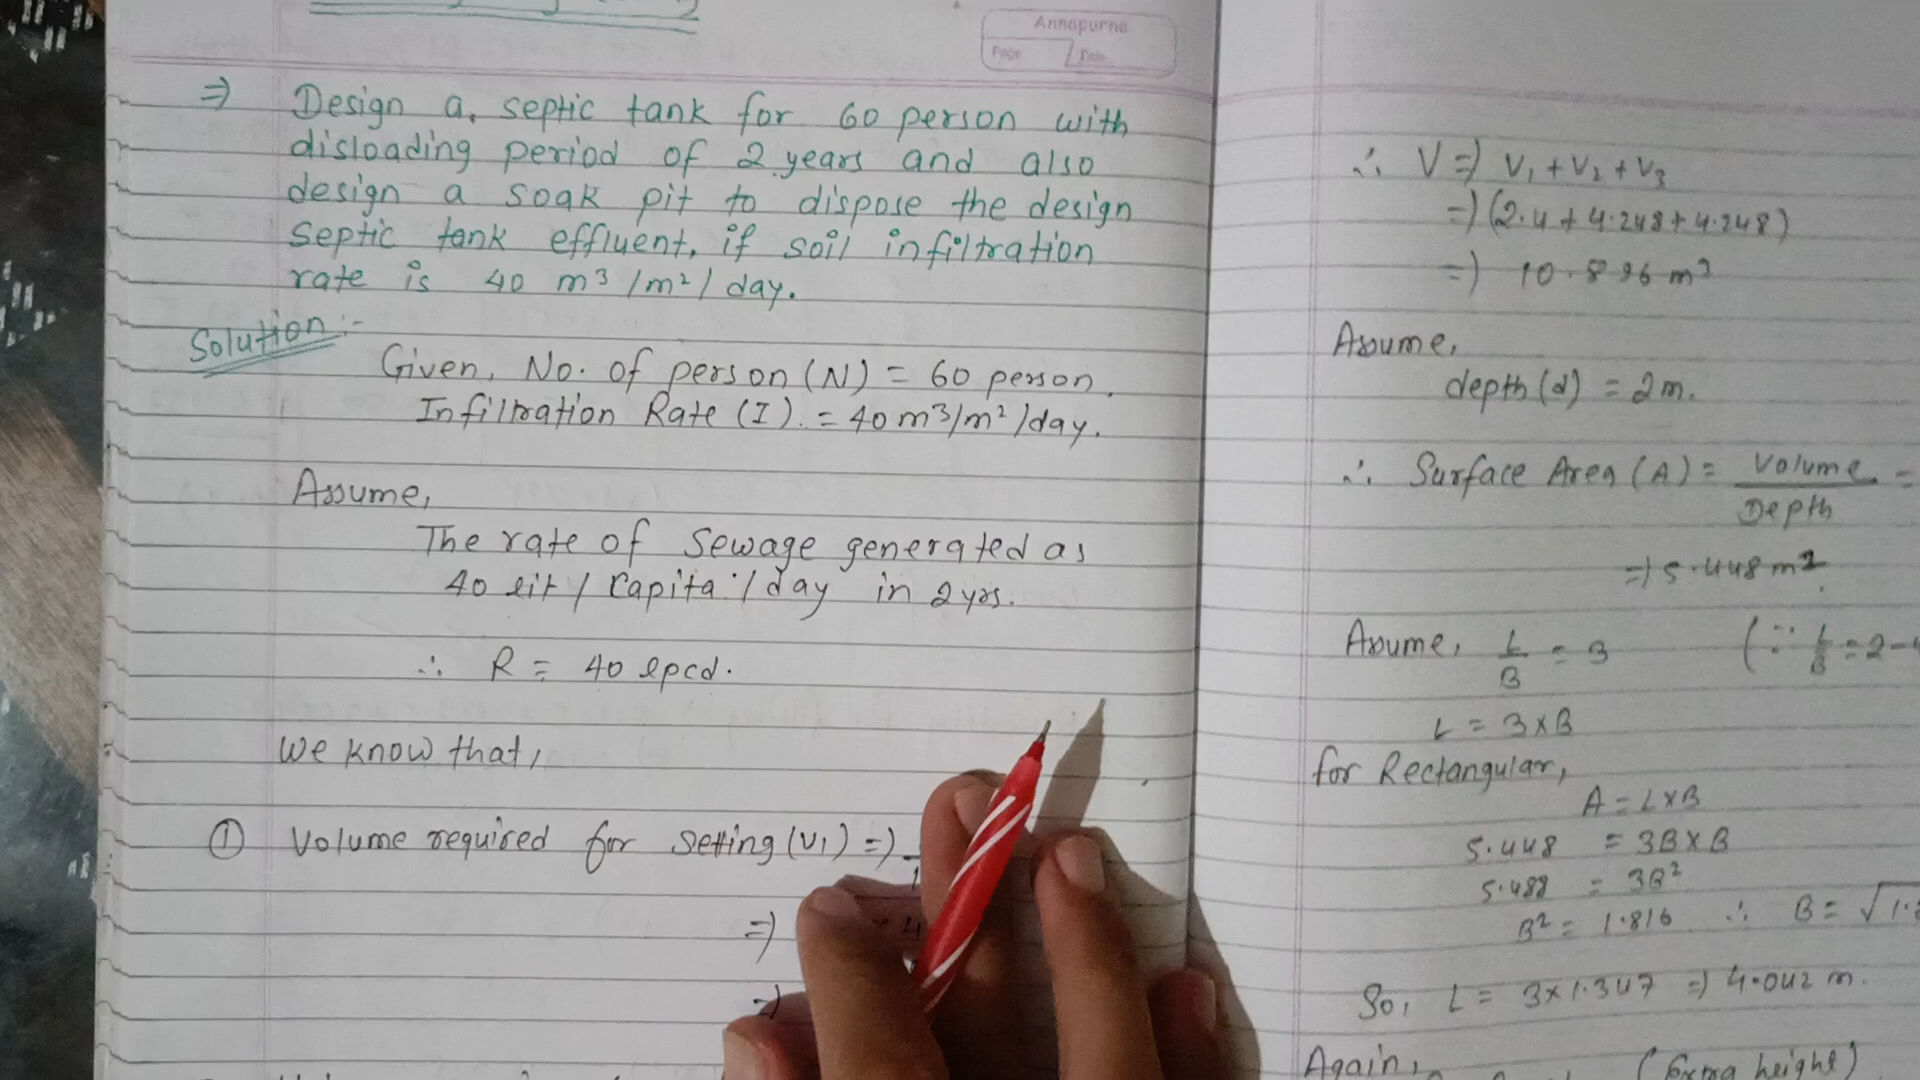 Annapurna
Page
Date
⇒ Design a septic tank for 60 person with
disloading period of 2 years and also
design a soak pit to dispose the design
septic tank effluent, if soil infiltration
rate is 40 m³/m²/day.
Solution:-
Given, No. of person (N) = 60 person.
Infiltration Rate (I). = 40 m³/m²/day.
Assume,
The rate of sewage generated as
40 lit / Capita / day in 2 yrs.
∴ R = 40 lpcd.
We know that,
① Volume required for setting (V1) ⇒
⇒
⇒
∴ V ⇒ V₁ + V₂ + V₃
⇒ (2.4 + 4.248 + 4.248)
⇒ 10.896 m³
Assume,
depth (d) = 2m.
∴ Surface Area (A) = Volume / Depth =
⇒ 5.448 m²
Assume, L/B = 3 (∵ L/B = 2-
L = 3×B
for Rectangular,
A = L×B
5.448 = 3B×B
5.488 = 3B²
B² = 1.816 ∴ B = √1.
So, L = 3×1.347 ⇒ 4.042 m.
Again, (Extra height)